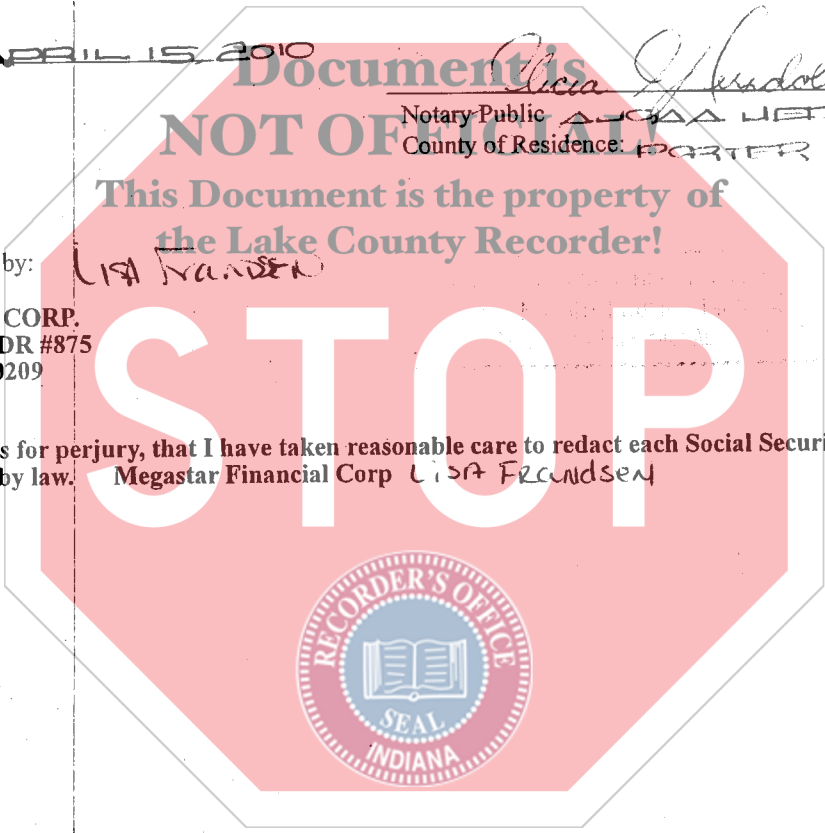 APRIL 15, 2010
Document is
Alicia
NOT OFFICIAL!
Notary Public
County of Residence: PORTER
This Document is the property of
the Lake County Recorder!
by: Lisa Frandsen
CORP.
DR #875
209
STOP
s for perjury, that I have taken reasonable care to redact each Social Securi
by law. Megastar Financial Corp Lisa Frandsen
RECORDER'S OFFICE
SEAL
INDIANA